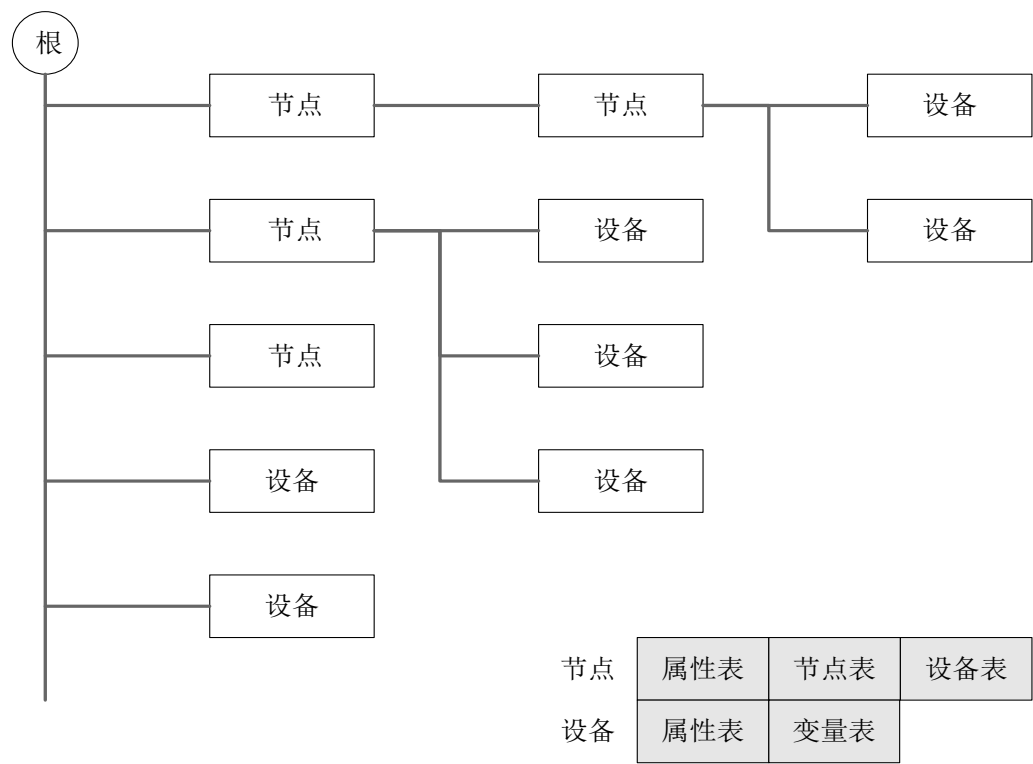 根
节点 节点 设备
节点 设备 设备
节点 设备
设备 设备
设备
节点 属性表 节点表 设备表
设备 属性表 变量表